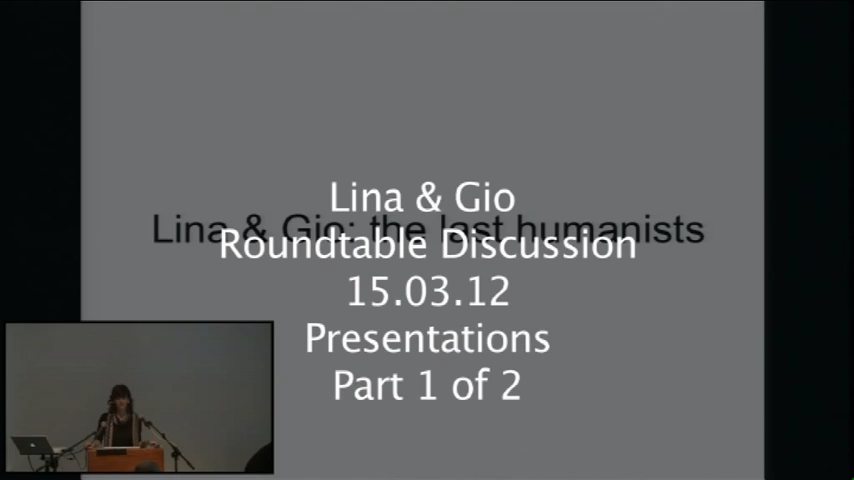 Lina & Gio
Lina & Gio: the last humanists
Roundtable Discussion
15.03.12
Presentations
Part 1 of 2